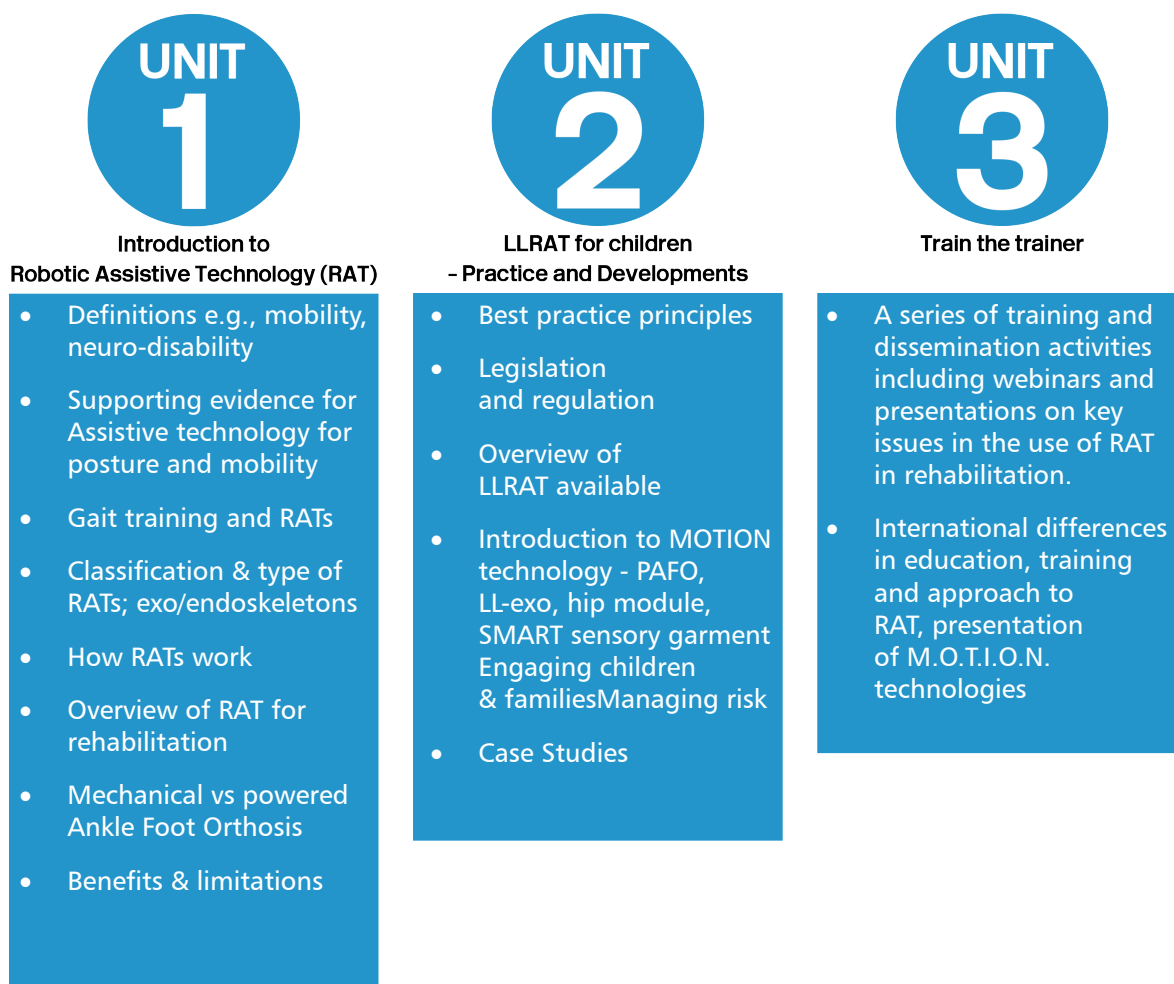 UNIT
1
Introduction to
Robotic Assistive Technology (RAT)
• Definitions e.g., mobility,
neuro-disability
• Supporting evidence for
Assistive technology for
posture and mobility
• Gait training and RATs
• Classification & type of
RATs; exo/endoskeletons
• How RATs work
• Overview of RAT for
rehabilitation
• Mechanical vs powered
Ankle Foot Orthosis
• Benefits & limitations
UNIT
2
LLRAT for children
– Practice and Developments
• Best practice principles
• Legislation
and regulation
• Overview of
LLRAT available
• Introduction to MOTION
technology - PAFO,
LL-exo, hip module,
SMART sensory garment
Engaging children
& familiesManaging risk
• Case Studies
UNIT
3
Train the trainer
• A series of training and
dissemination activities
including webinars and
presentations on key
issues in the use of RAT
in rehabilitation.
• International differences
in education, training
and approach to
RAT, presentation
of M.O.T.I.O.N.
technologies